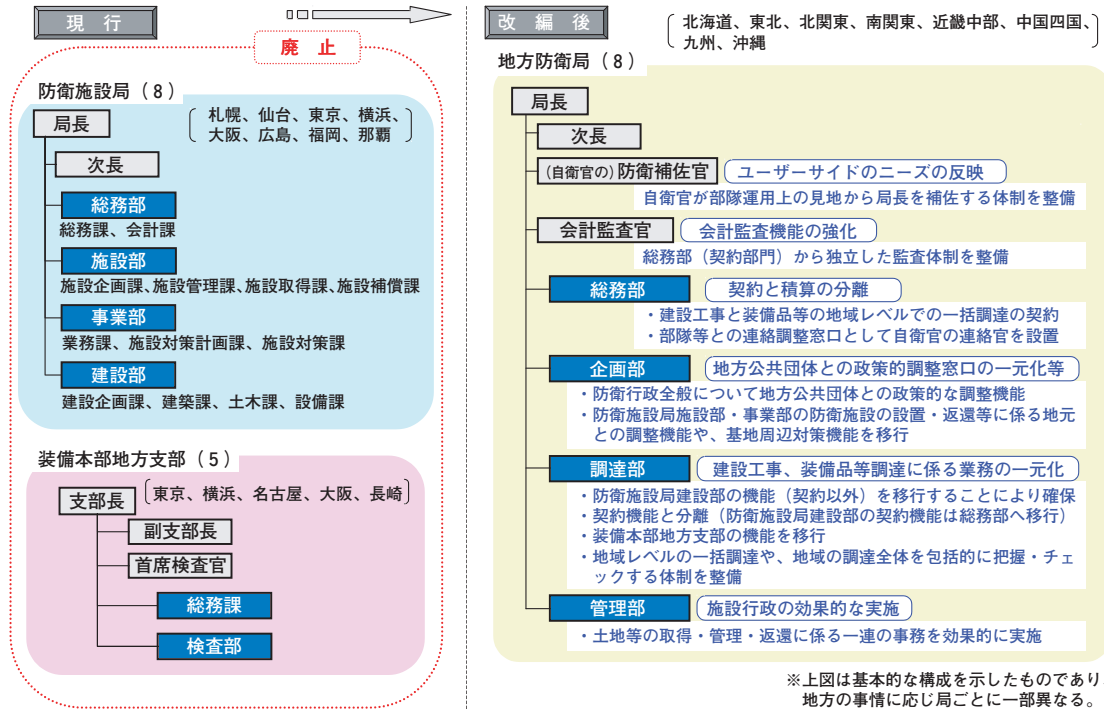 現行
廃止
防衛施設局(8)
局長
札幌、仙台、東京、横浜、
大阪、広島、福岡、那覇
次長
総務部
総務課、会計課
施設部
施設企画課、施設管理課、施設取得課、施設補償課
事業部
業務課、施設対策計画課、施設対策課
建設部
建設企画課、建築課、土木課、設備課
装備本部地方支部(5)
支部長
東京、横浜、名古屋、大阪、長崎
副支部長
首席検査官
総務課
検査部
改編後
北海道、東北、北関東、南関東、近畿中部、中国四国、
九州、沖縄
地方防衛局(8)
局長
次長
(自衛官の)防衛補佐官 ユーザーサイドのニーズの反映
自衛官が部隊運用上の見地から局長を補佐する体制を整備
会計監査官 会計監査機能の強化
総務部(契約部門)から独立した監査体制を整備
総務部 契約と積算の分離
・建設工事と装備品等の地域レベルでの一括調達の契約
・部隊等との連絡調整窓口として自衛官の連絡官を設置
企画部 地方公共団体との政策的調整窓口の一元化等
・防衛行政全般について地方公共団体との政策的な調整機能
・防衛施設局施設部・事業部の防衛施設の設置・返還等に係る地元
との調整機能や、基地周辺対策機能を移行
調達部 建設工事、装備品等調達に係る業務の一元化
・防衛施設局建設部の機能(契約以外)を移行することにより確保
・契約機能と分離(防衛施設局建設部の契約機能は総務部へ移行)
・装備本部地方支部の機能を移行
・地域レベルの一括調達や、地域の調達全体を包括的に把握・チェ
ックする体制を整備
管理部 施設行政の効果的な実施
・土地等の取得・管理・返還に係る一連の事務を効果的に実施
※上図は基本的な構成を示したものであり、
地方の事情に応じ局ごとに一部異なる。